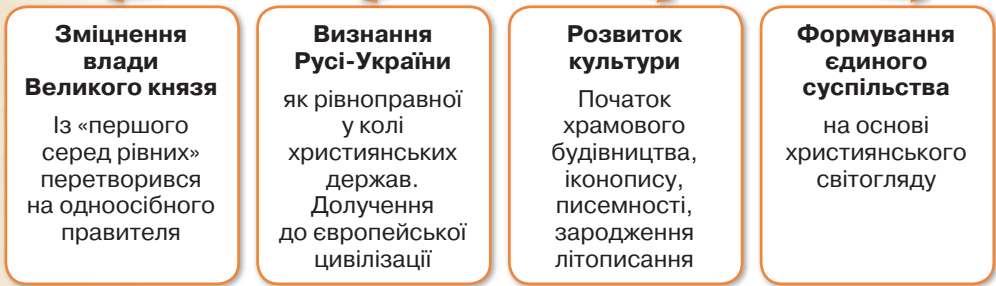 Зміцнення
влади
Великого князя
Із «першого
серед рівних»
перетворився
на одноосібного
правителя
Визнання
Русі-України
як рівноправної
у колі
християнських
держав.
Долучення
до європейської
цивілізації
Розвиток
культури
Початок
храмового
будівництва,
іконопису,
писемності,
зародження
літописання
Формування
єдиного
суспільства
на основі
християнського
світогляду